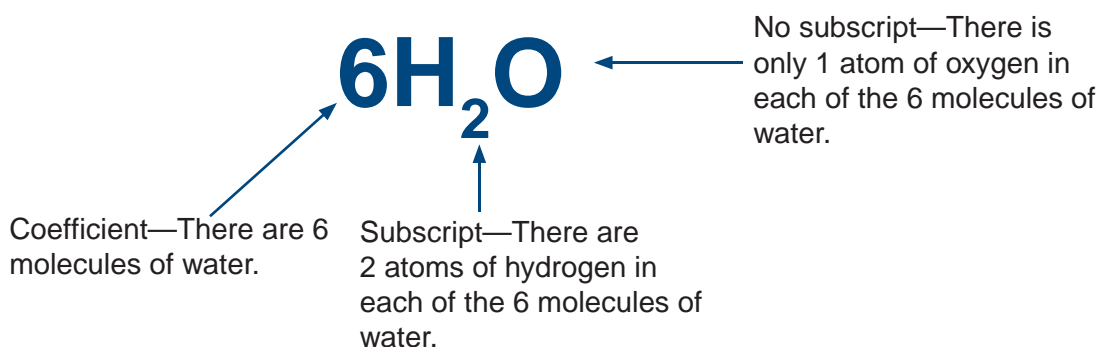 6H₂O
No subscript—There is
only 1 atom of oxygen in
each of the 6 molecules of
water.
Coefficient—There are 6
molecules of water.
Subscript—There are
2 atoms of hydrogen in
each of the 6 molecules of
water.